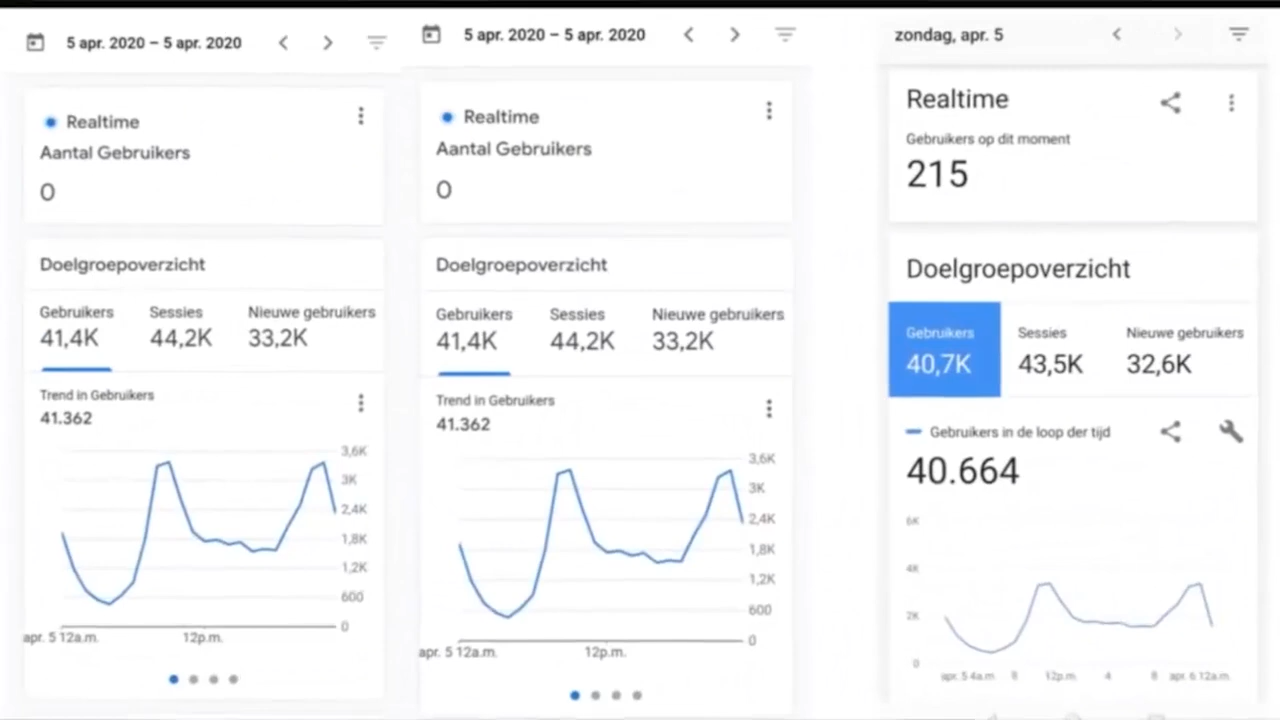 5 apr. 2020 – 5 apr. 2020
Realtime
Aantal Gebruikers
0
Doelgroepoverzicht
Gebruikers Sessies Nieuwe gebruikers
41,4K 44,2K 33,2K
Trend in Gebruikers
41.362
3,6K
3K
2,4K
1,8K
1,2K
600
0
apr. 5 12a.m. 12p.m.
5 apr. 2020 – 5 apr. 2020
Realtime
Aantal Gebruikers
0
Doelgroepoverzicht
Gebruikers Sessies Nieuwe gebruikers
41,4K 44,2K 33,2K
Trend in Gebruikers
41.362
3,6K
3K
2,4K
1,8K
1,2K
600
0
apr. 5 12a.m. 12p.m.
zondag, apr. 5
Realtime
Gebruikers op dit moment
215
Doelgroepoverzicht
Gebruikers Sessies Nieuwe gebruikers
40,7K 43,5K 32,6K
Gebruikers in de loop der tijd
40.664
6K
4K
2K
0
apr. 5 4a.m. 8 12p.m. 4 8 apr. 6 12a.m.